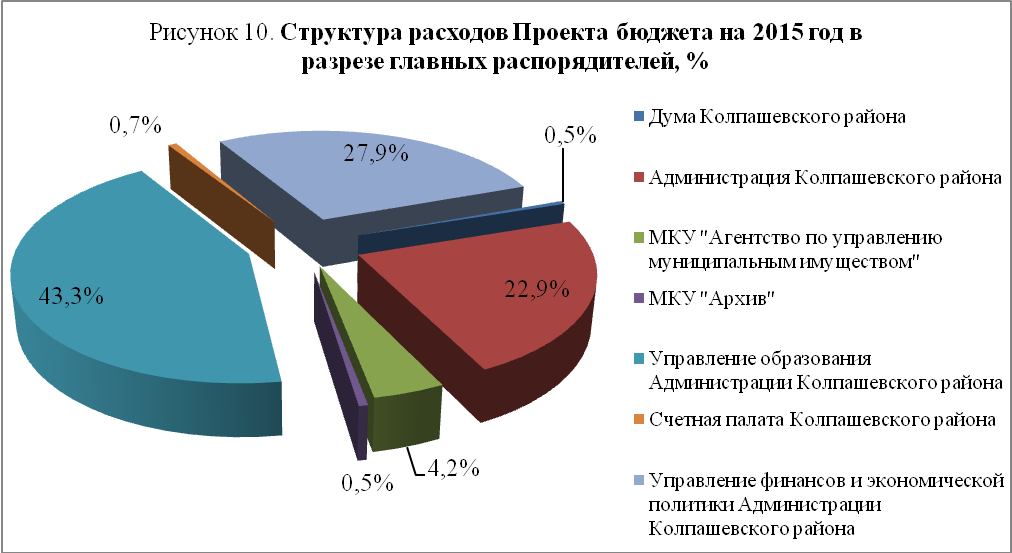 Рисунок 10. Структура расходов Проекта бюджета на 2015 год в
разрезе главных распорядителей, %
0,7%
27,9%
0,5%
43,3%
22,9%
0,5%
4,2%
Дума Колпашевского района
Администрация Колпашевского района
МКУ "Агентство по управлению
муниципальным имуществом"
МКУ "Архив"
Управление образования
Администрации Колпашевского района
Счетная палата Колпашевского района
Управление финансов и экономической
политики Администрации
Колпашевского района